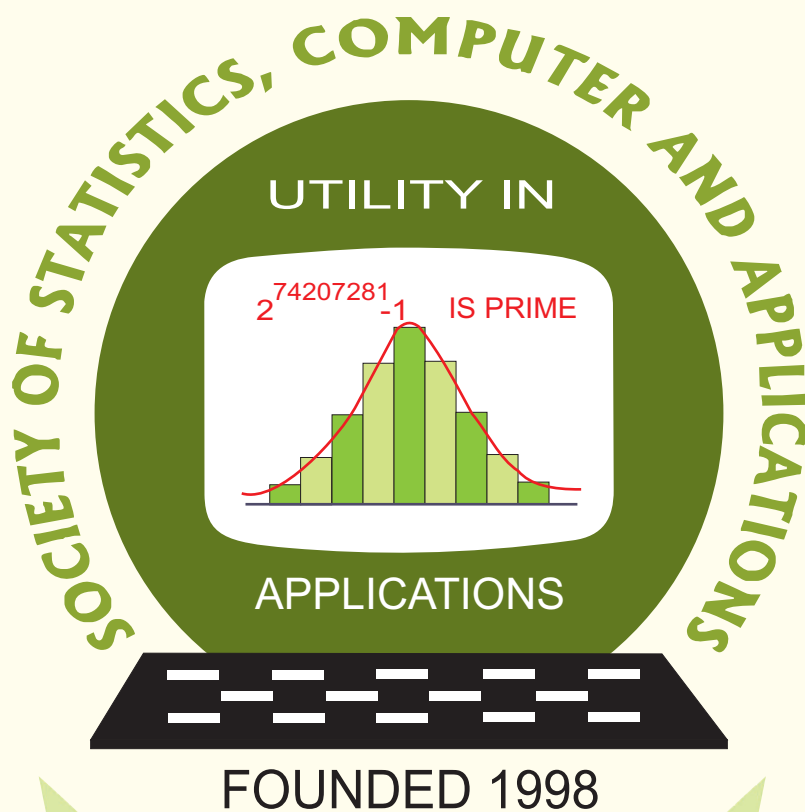 SOCIETY OF STATISTICS, COMPUTER AND APPLICATIONS
UTILITY IN
2^74207281-1 IS PRIME
APPLICATIONS
FOUNDED 1998